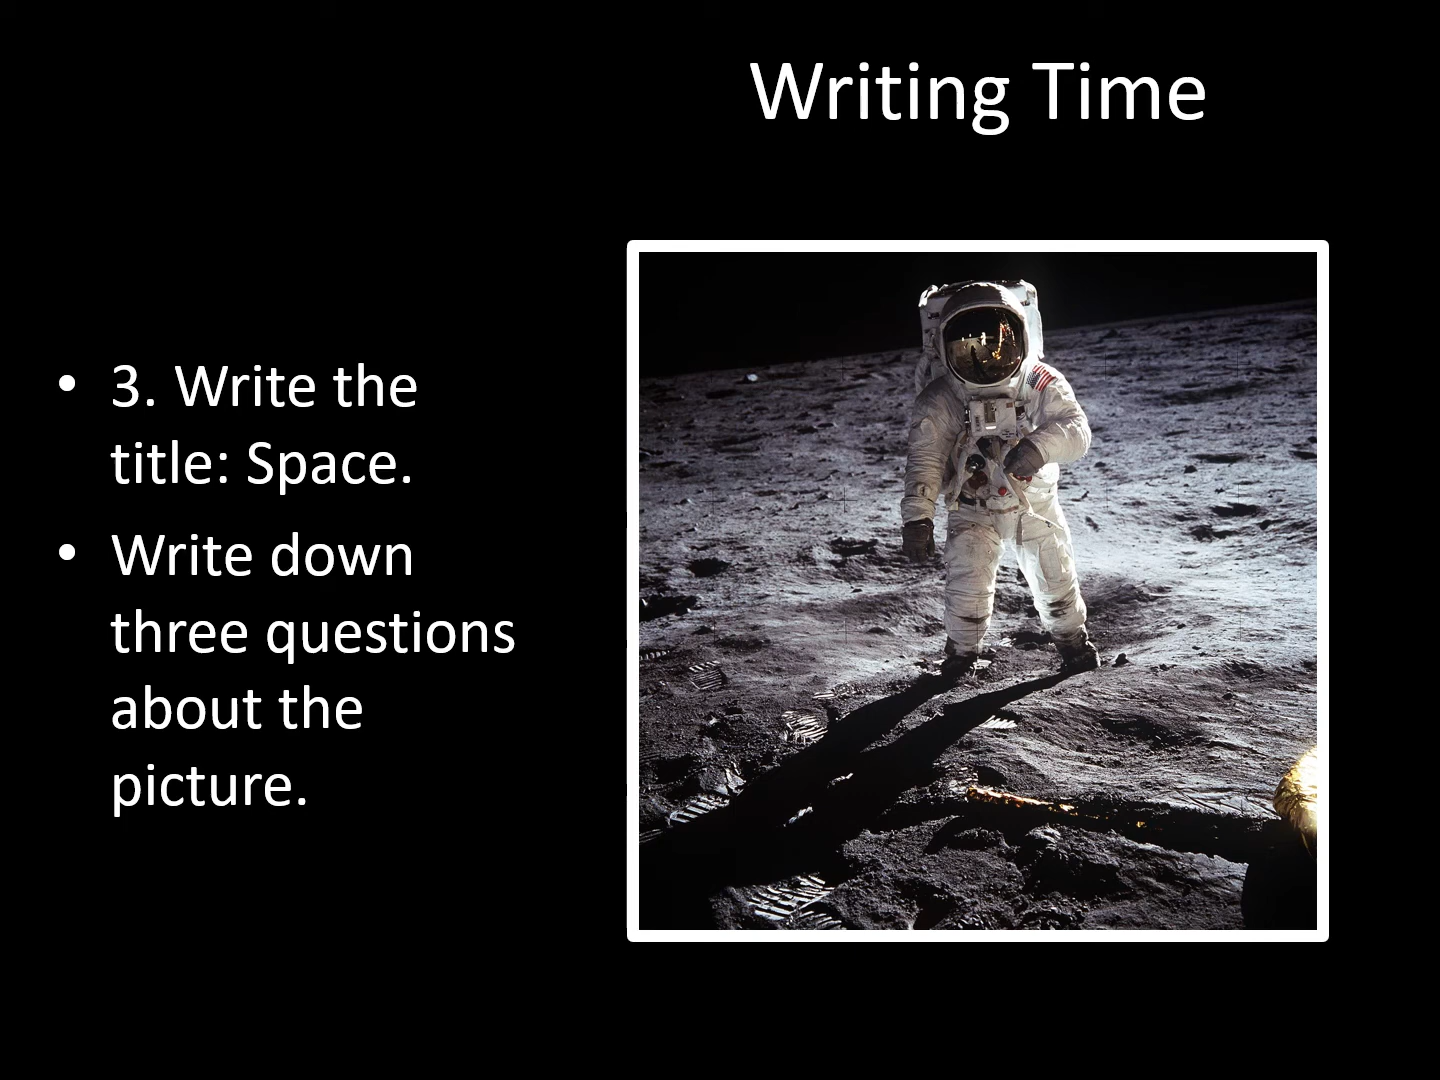 Writing Time
• 3. Write the
title: Space.
• Write down
three questions
about the
picture.